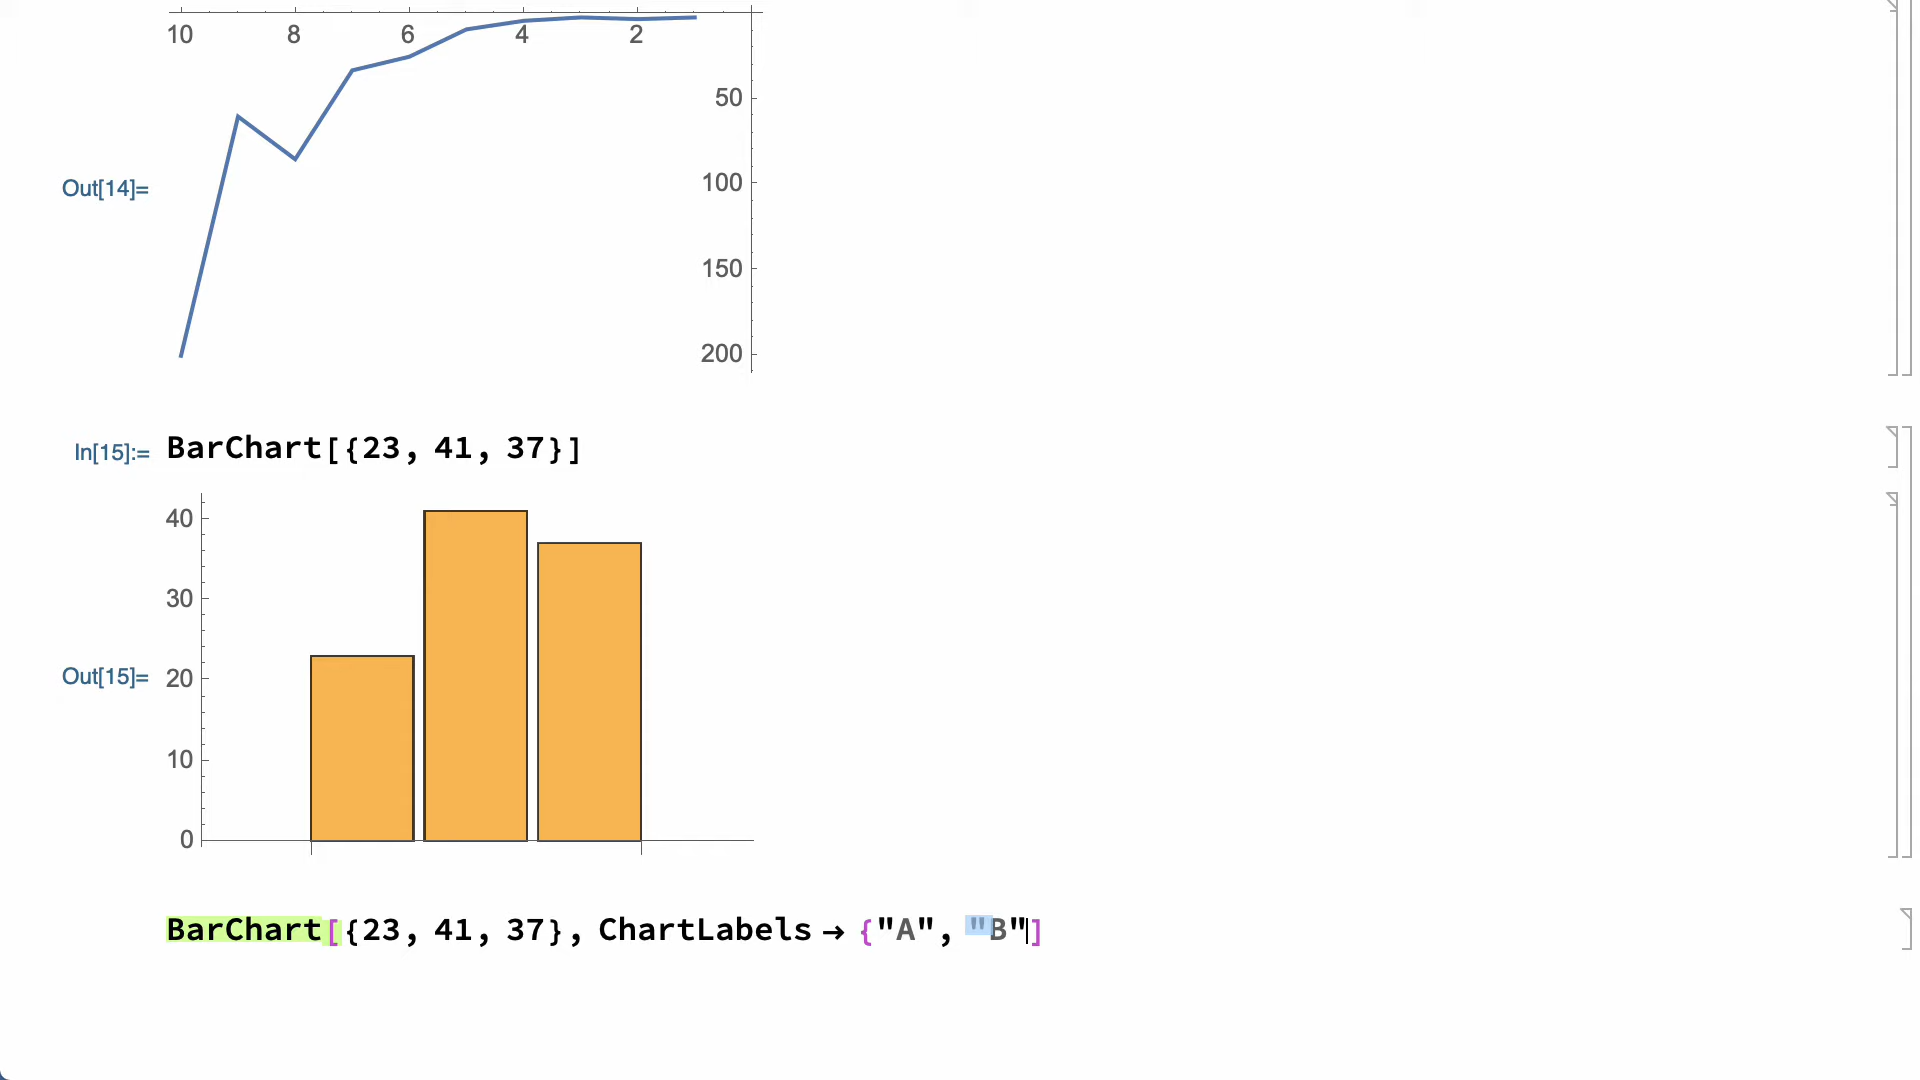 10 8 6 4 2
50
100
Out[14]=
150
200
In[15]:= BarChart[{23, 41, 37}]
40
30
Out[15]= 20
10
0
BarChart[{23, 41, 37}, ChartLabels → {"A", "B"]